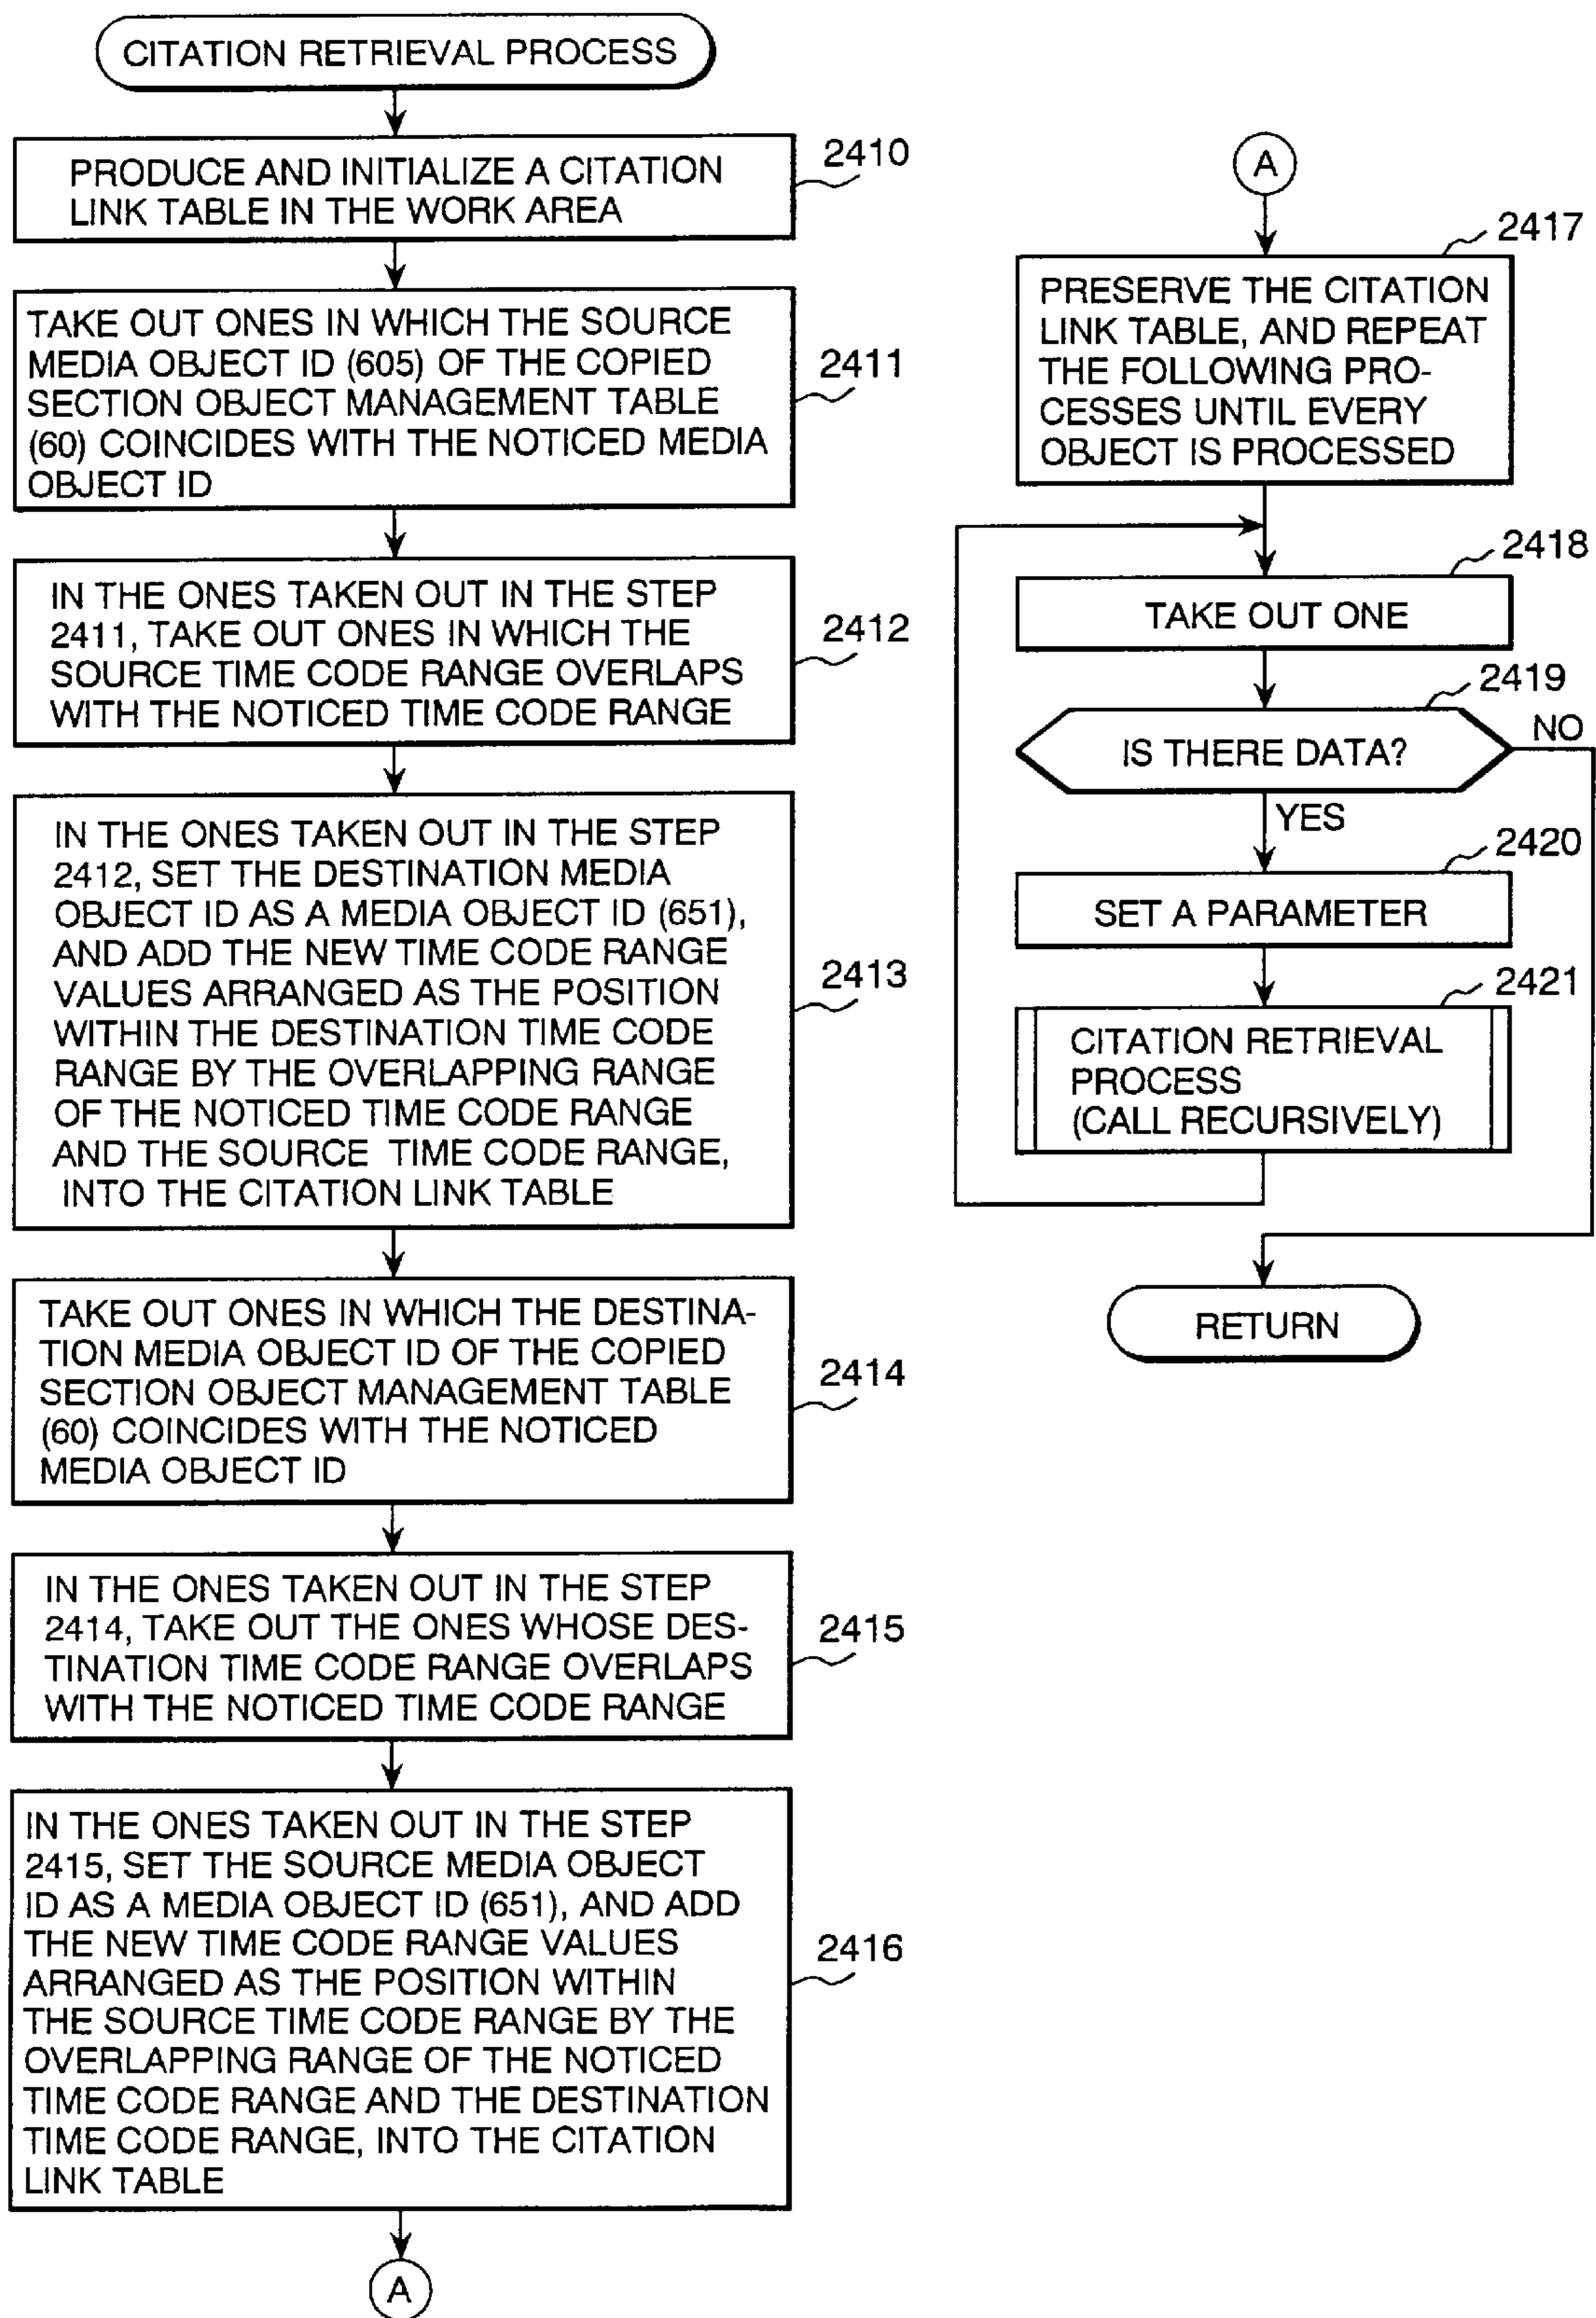 CITATION RETRIEVAL PROCESS
2410
PRODUCE AND INITIALIZE A CITATION
LINK TABLE IN THE WORK AREA
2411
TAKE OUT ONES IN WHICH THE SOURCE
MEDIA OBJECT ID (605) OF THE COPIED
SECTION OBJECT MANAGEMENT TABLE
(60) COINCIDES WITH THE NOTICED MEDIA
OBJECT ID
2412
IN THE ONES TAKEN OUT IN THE STEP
2411, TAKE OUT ONES IN WHICH THE
SOURCE TIME CODE RANGE OVERLAPS
WITH THE NOTICED TIME CODE RANGE
2413
IN THE ONES TAKEN OUT IN THE STEP
2412, SET THE DESTINATION MEDIA
OBJECT ID AS A MEDIA OBJECT ID (651),
AND ADD THE NEW TIME CODE RANGE
VALUES ARRANGED AS THE POSITION
WITHIN THE DESTINATION TIME CODE
RANGE BY THE OVERLAPPING RANGE
OF THE NOTICED TIME CODE RANGE
AND THE SOURCE TIME CODE RANGE,
INTO THE CITATION LINK TABLE
2414
TAKE OUT ONES IN WHICH THE DESTINA-
TION MEDIA OBJECT ID OF THE COPIED
SECTION OBJECT MANAGEMENT TABLE
(60) COINCIDES WITH THE NOTICED
MEDIA OBJECT ID
2415
IN THE ONES TAKEN OUT IN THE STEP
2414, TAKE OUT THE ONES WHOSE DES-
TINATION TIME CODE RANGE OVERLAPS
WITH THE NOTICED TIME CODE RANGE
2416
IN THE ONES TAKEN OUT IN THE STEP
2415, SET THE SOURCE MEDIA OBJECT
ID AS A MEDIA OBJECT ID (651), AND ADD
THE NEW TIME CODE RANGE VALUES
ARRANGED AS THE POSITION WITHIN
THE SOURCE TIME CODE RANGE BY THE
OVERLAPPING RANGE OF THE NOTICED
TIME CODE RANGE AND THE DESTINATION
TIME CODE RANGE, INTO THE CITATION
LINK TABLE
A
A
2417
PRESERVE THE CITATION
LINK TABLE, AND REPEAT
THE FOLLOWING PRO-
CESSES UNTIL EVERY
OBJECT IS PROCESSED
2418
TAKE OUT ONE
2419
IS THERE DATA?
NO
YES
2420
SET A PARAMETER
2421
CITATION RETRIEVAL
PROCESS
(CALL RECURSIVELY)
RETURN